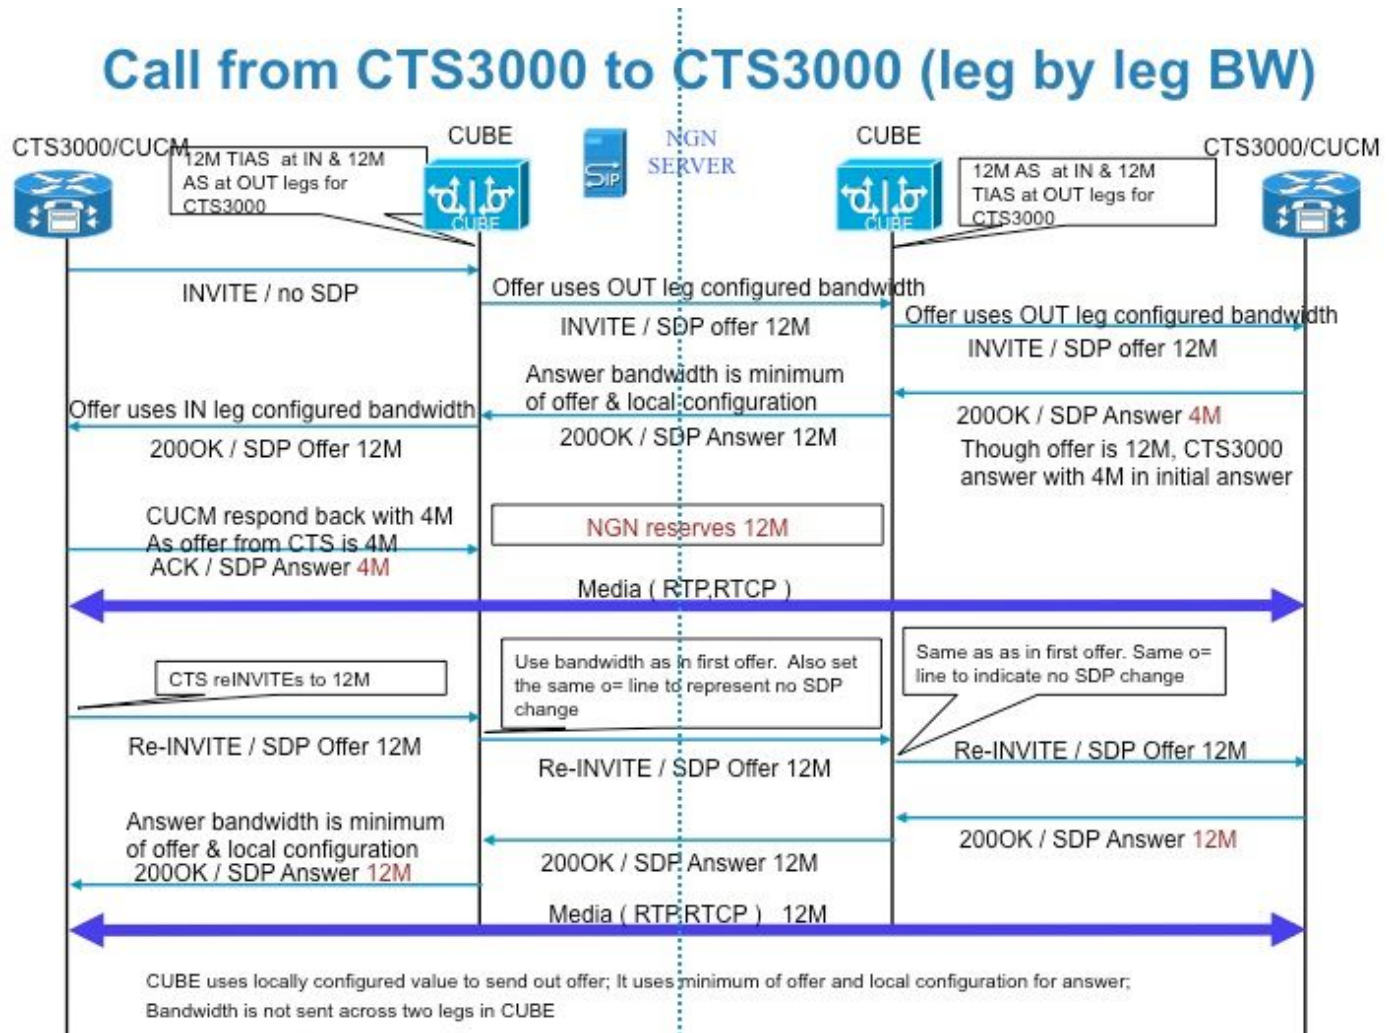 Call from CTS3000 to CTS3000 (leg by leg BW)
CTS3000/CUCM
12M TIAS at IN & 12M
AS at OUT legs for
CTS3000
CUBE
CUBE
SIP
NGN
SERVER
CUBE
CUBE
12M AS at IN & 12M
TIAS at OUT legs for
CTS3000
CTS3000/CUCM
INVITE / no SDP
Offer uses OUT leg configured bandwidth
INVITE / SDP offer 12M
Offer uses OUT leg configured bandwidth
INVITE / SDP offer 12M
200OK / SDP Answer 4M
Though offer is 12M, CTS3000
answer with 4M in initial answer
Answer bandwidth is minimum
of offer & local configuration
200OK / SDP Answer 12M
Offer uses IN leg configured bandwidth
200OK / SDP Offer 12M
CUCM respond back with 4M
As offer from CTS is 4M
ACK / SDP Answer 4M
NGN reserves 12M
Media ( RTP,RTCP )
CTS reINVITEs to 12M
Use bandwidth as in first offer. Also set
the same o= line to represent no SDP
change
Same as as in first offer. Same o=
line to indicate no SDP change
Re-INVITE / SDP Offer 12M
Re-INVITE / SDP Offer 12M
Re-INVITE / SDP Offer 12M
200OK / SDP Answer 12M
200OK / SDP Answer 12M
Answer bandwidth is minimum
of offer & local configuration
200OK / SDP Answer 12M
Media ( RTP,RTCP ) 12M
CUBE uses locally configured value to send out offer; It uses minimum of offer and local configuration for answer;
Bandwidth is not sent across two legs in CUBE